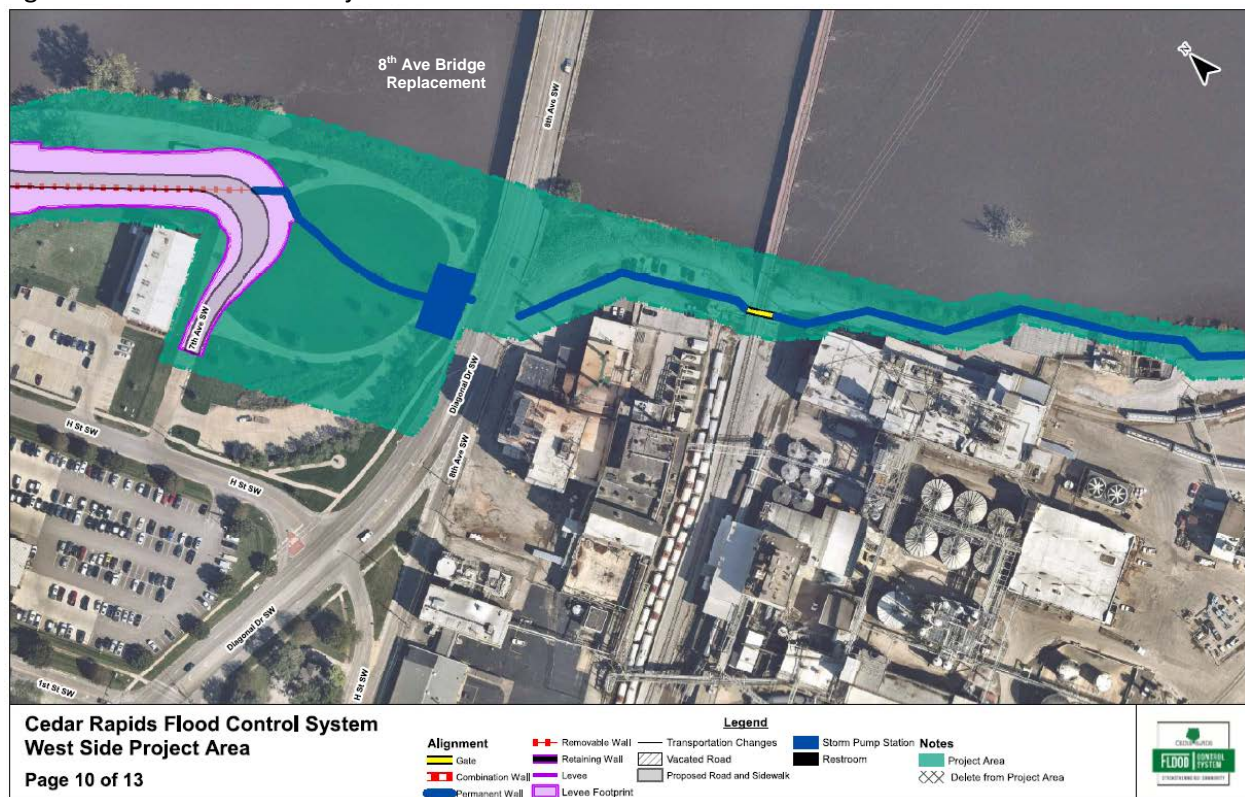 8th Ave Bridge
Replacement
8th Ave SW
7th Ave SW
Diagonal Dr SW
8th Ave SW
H St SW
H St SW
Diagonal Dr SW
H St SW
1st St SW
Cedar Rapids Flood Control System
West Side Project Area
Page 10 of 13
Legend
Alignment
Gate
Combination Wall
Permanent Wall
Removable Wall
Retaining Wall
Levee
Levee Footprint
Transportation Changes
Vacated Road
Proposed Road and Sidewalk
Storm Pump Station
Restroom
Notes
Project Area
Delete from Project Area
CEDAR RAPIDS
FLOOD CONTROL
SYSTEM